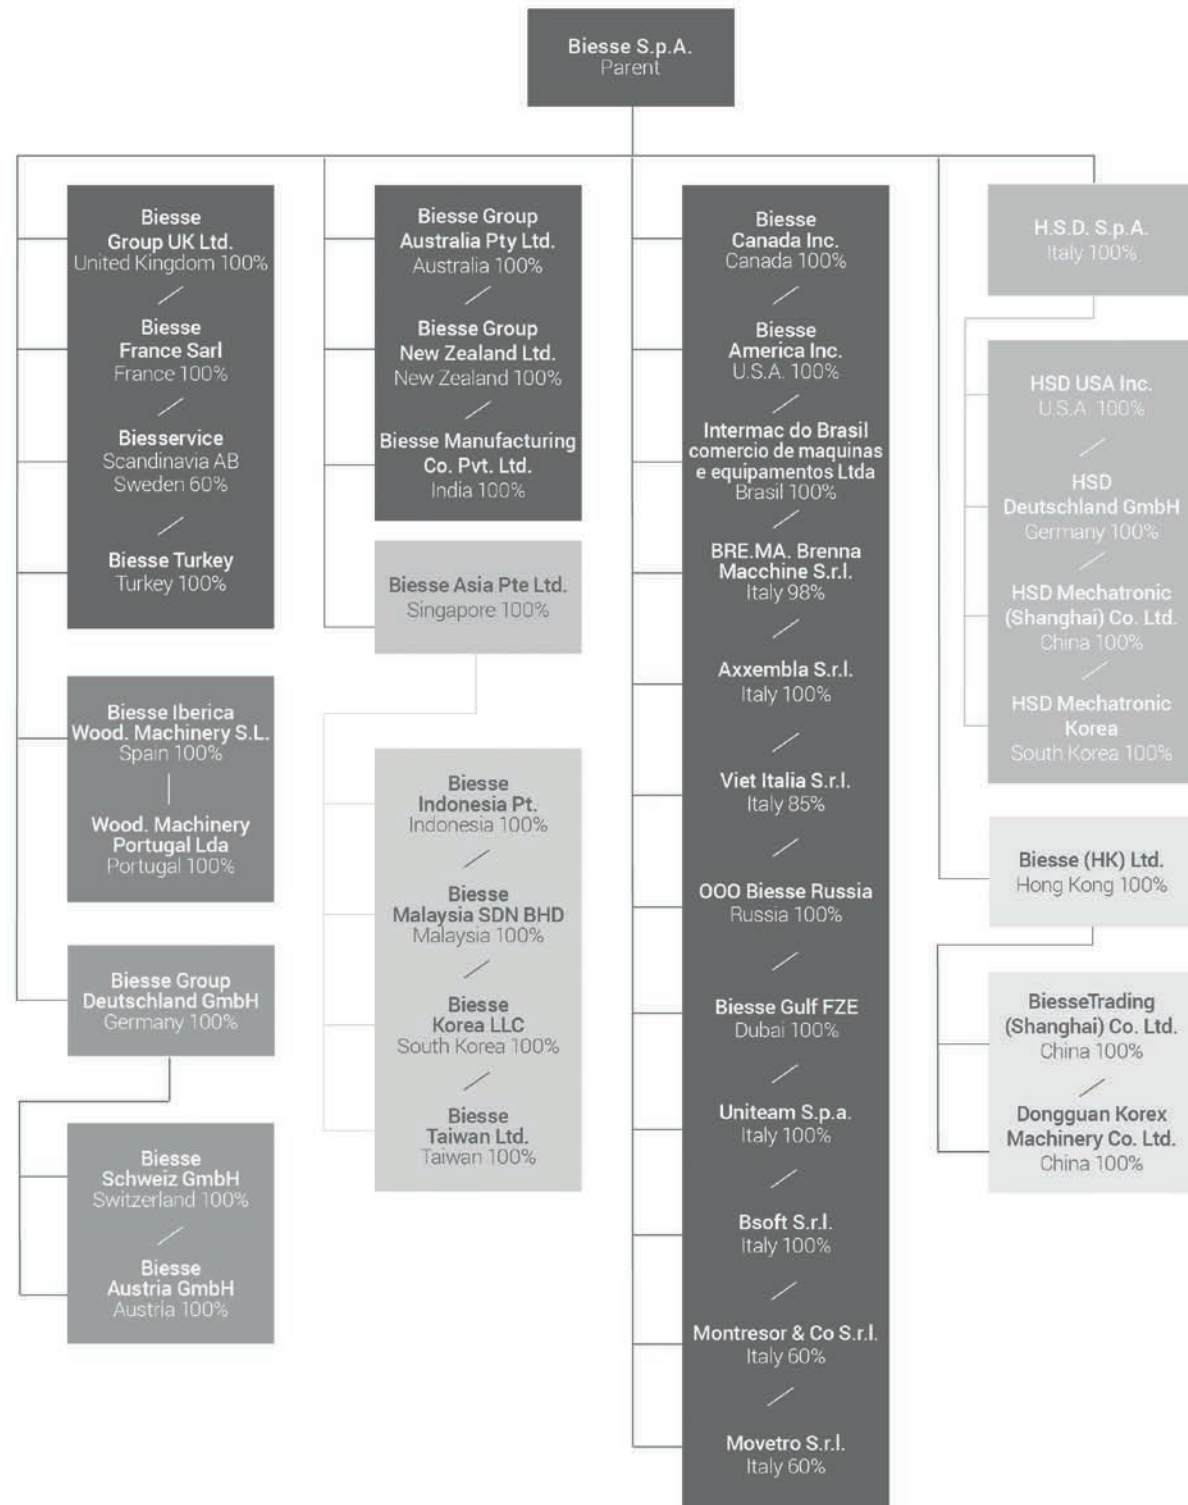 Biesse S.p.A.
Parent
Biesse
Group UK Ltd.
United Kingdom 100%
Biesse
France Sarl
France 100%
Biesservice
Scandinavia AB
Sweden 60%
Biesse Turkey
Turkey 100%
Biesse Iberica
Wood. Machinery S.L.
Spain 100%
Wood. Machinery
Portugal Lda
Portugal 100%
Biesse Group
Deutschland GmbH
Germany 100%
Biesse
Schweiz GmbH
Switzerland 100%
Biesse
Austria GmbH
Austria 100%
Biesse Group
Australia Pty Ltd.
Australia 100%
Biesse Group
New Zealand Ltd.
New Zealand 100%
Biesse Manufacturing
Co. Pvt. Ltd.
India 100%
Biesse Asia Pte Ltd.
Singapore 100%
Biesse
Indonesia Pt.
Indonesia 100%
Biesse
Malaysia SDN BHD
Malaysia 100%
Biesse
Korea LLC
South Korea 100%
Biesse
Taiwan Ltd.
Taiwan 100%
Biesse
Canada Inc.
Canada 100%
Biesse
America Inc.
U.S.A. 100%
Intermac do Brasil
comercio de maquinas
e equipamentos Ltda
Brasil 100%
BRE.MA. Brenna
Macchine S.r.l.
Italy 98%
Axxembla S.r.l.
Italy 100%
Viet Italia S.r.l.
Italy 85%
OOO Biesse Russia
Russia 100%
Biesse Gulf FZE
Dubai 100%
Uniteam S.p.a.
Italy 100%
Bsoft S.r.l.
Italy 100%
Montresor & Co S.r.l.
Italy 60%
Movetro S.r.l.
Italy 60%
H.S.D. S.p.A.
Italy 100%
HSD USA Inc.
U.S.A. 100%
HSD
Deutschland GmbH
Germany 100%
HSD Mechatronic
(Shanghai) Co. Ltd.
China 100%
HSD Mechatronic
Korea
South Korea 100%
Biesse (HK) Ltd.
Hong Kong 100%
BiesseTrading
(Shanghai) Co. Ltd.
China 100%
Dongguan Korex
Machinery Co. Ltd.
China 100%